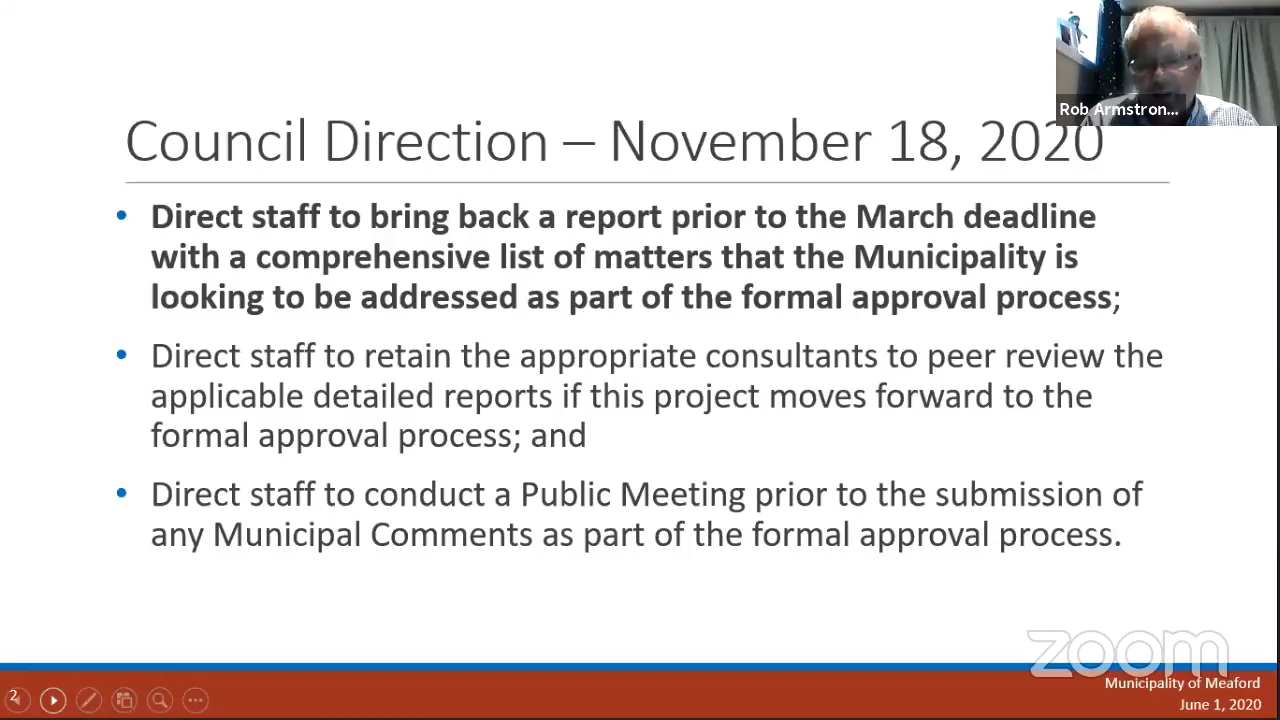 Rob Armstron...
Council Direction – November 18, 2020
• Direct staff to bring back a report prior to the March deadline
with a comprehensive list of matters that the Municipality is
looking to be addressed as part of the formal approval process;
• Direct staff to retain the appropriate consultants to peer review the
applicable detailed reports if this project moves forward to the
formal approval process; and
• Direct staff to conduct a Public Meeting prior to the submission of
any Municipal Comments as part of the formal approval process.
zoom
Municipality of Meaford
June 1, 2020
2